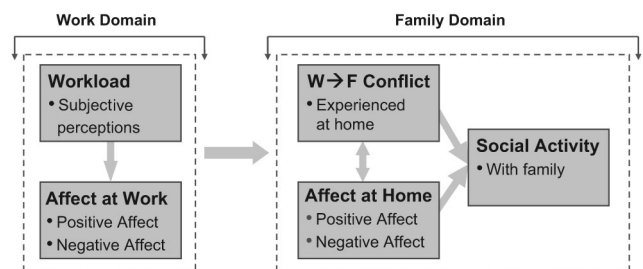 Work Domain
Family Domain
Workload
• Subjective
perceptions
Affect at Work
• Positive Affect
• Negative Affect
W→F Conflict
• Experienced
at home
Affect at Home
• Positive Affect
• Negative Affect
Social Activity
• With family